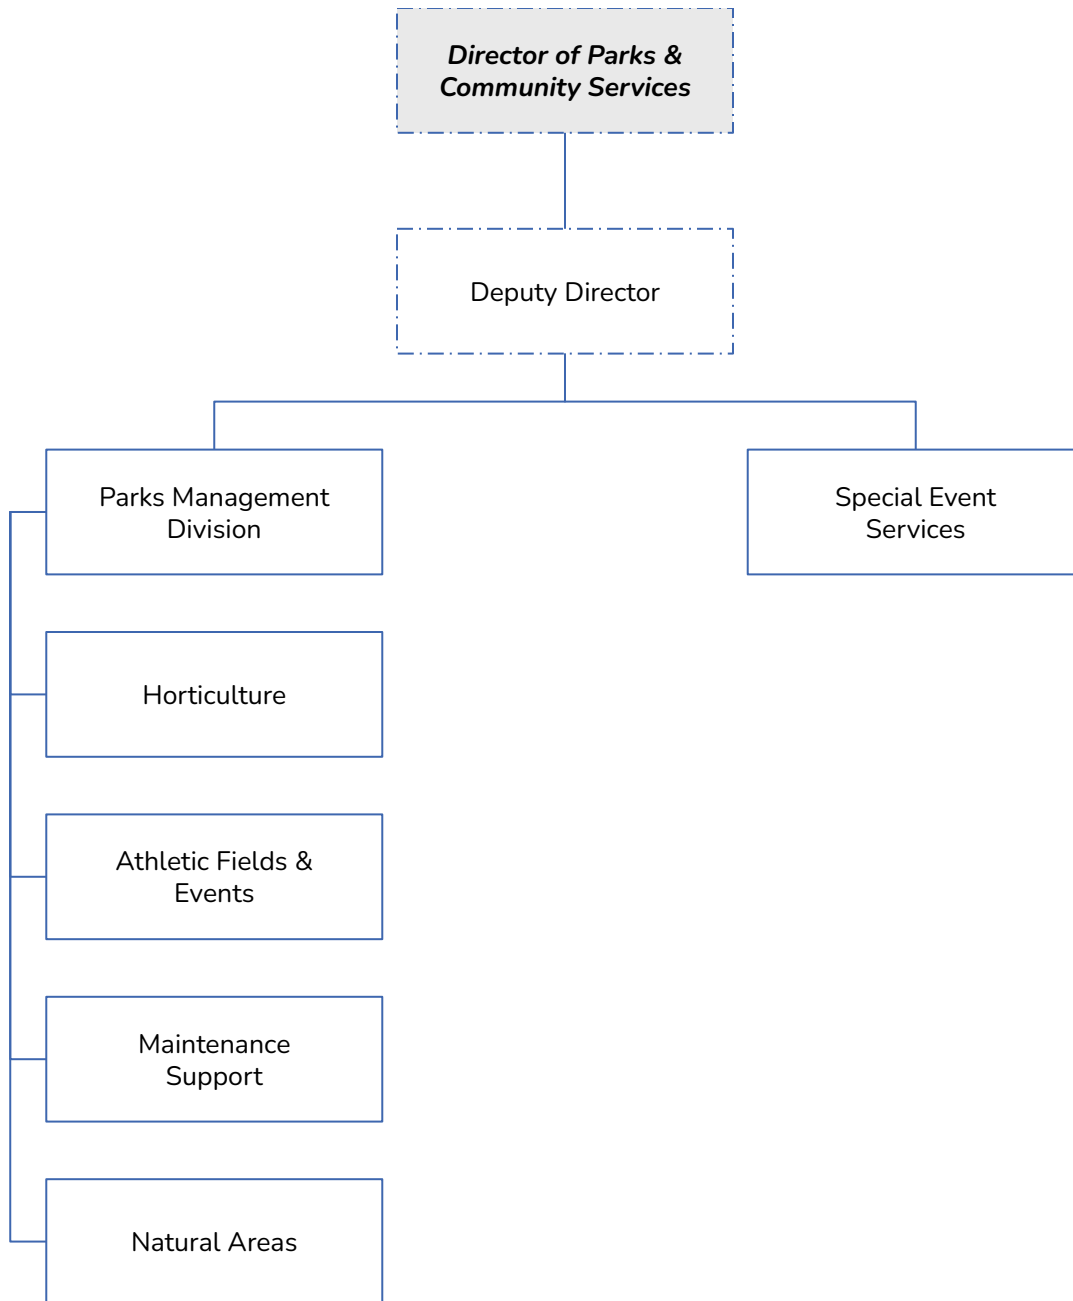 Director of Parks &
Community Services
Deputy Director
Parks Management
Division
Special Event
Services
Horticulture
Athletic Fields &
Events
Maintenance
Support
Natural Areas